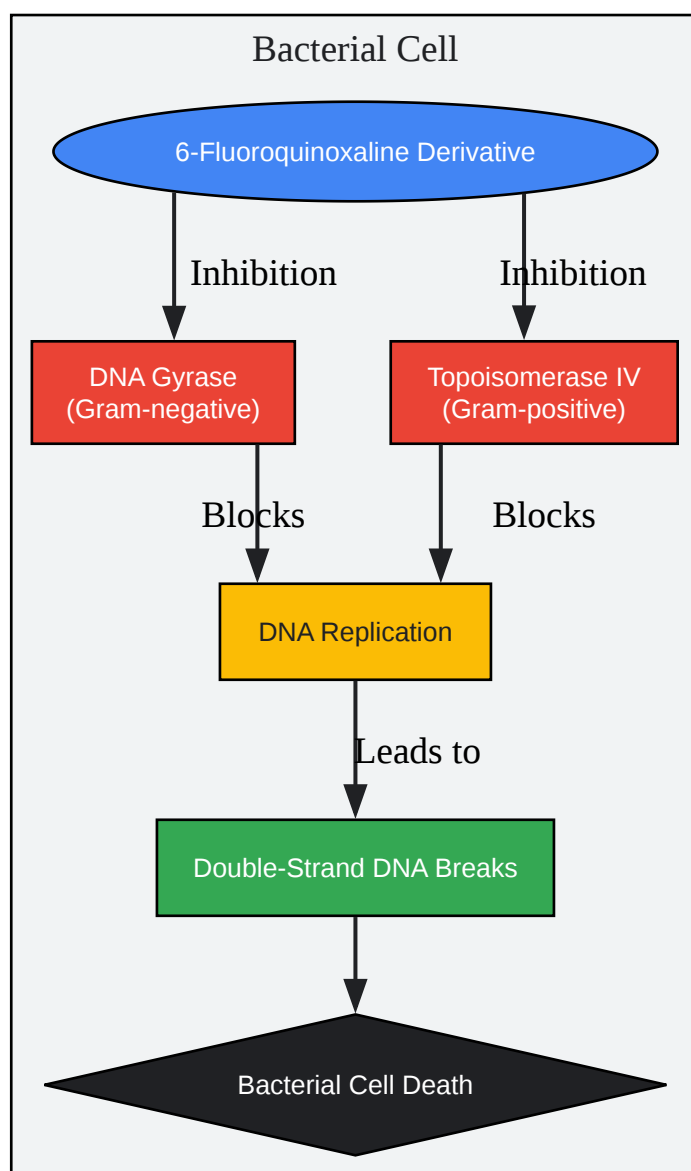 Bacterial Cell
6-Fluoroquinoxaline Derivative
Inhibition
Inhibition
DNA Gyrase
(Gram-negative)
Topoisomerase IV
(Gram-positive)
Blocks
Blocks
DNA Replication
Leads to
Double-Strand DNA Breaks
Bacterial Cell Death